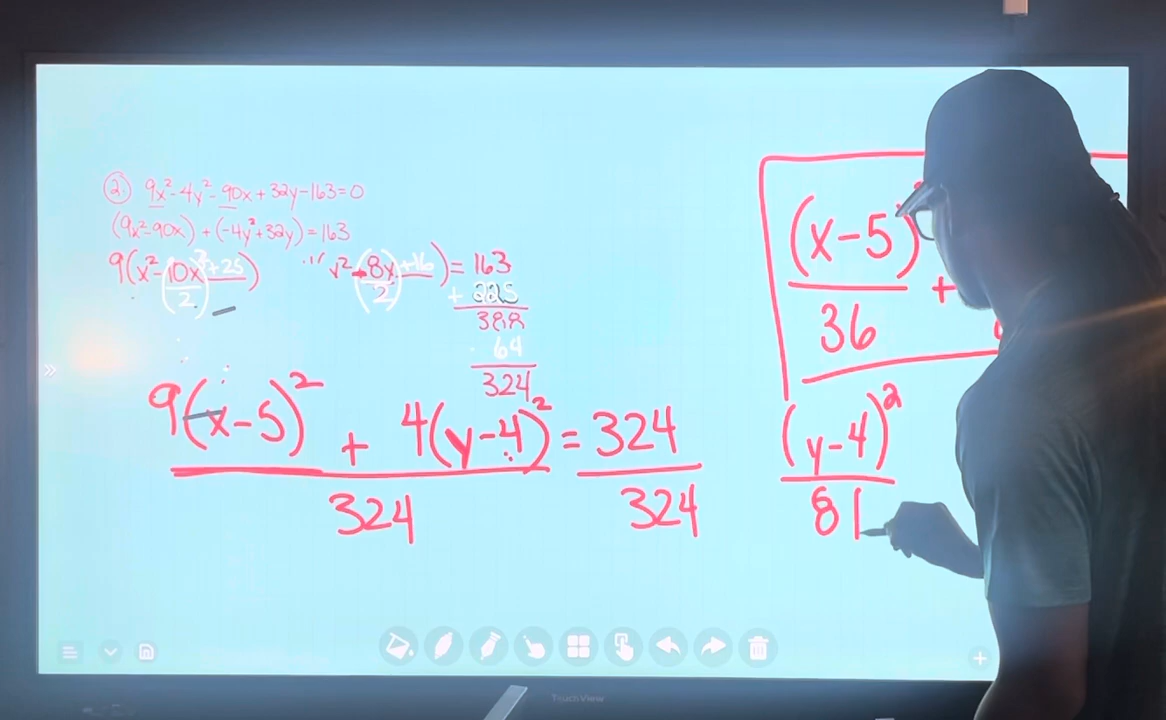 ② 9x²-4y²-90x+32y-163=0
(9x²-90x)+(-4y²+32y)=163
9(x²-10x/2)²+25) y²-8y/2)+16)=163
+ 225
388
64
324
9(x-5)² + 4(y-4)² = 324
324 324
(x-5)
36
+
(y-4)²
81
TouchView